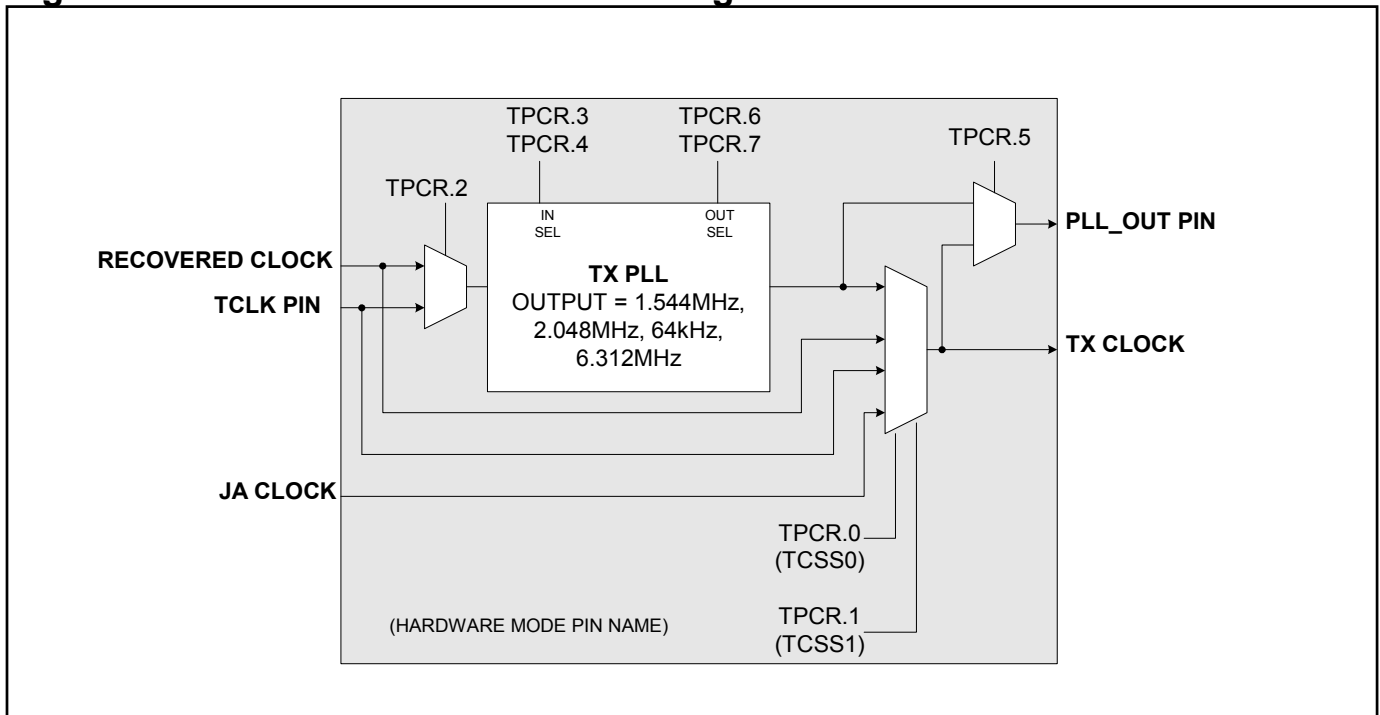 TPCR.3
TPCR.4
TPCR.6
TPCR.7
TPCR.5
TPCR.2
IN
SEL
OUT
SEL
PLL_OUT PIN
RECOVERED CLOCK
TX PLL
OUTPUT = 1.544MHz,
2.048MHz, 64kHz,
6.312MHz
TCLK PIN
TX CLOCK
JA CLOCK
TPCR.0
(TCSS0)
TPCR.1
(TCSS1)
(HARDWARE MODE PIN NAME)